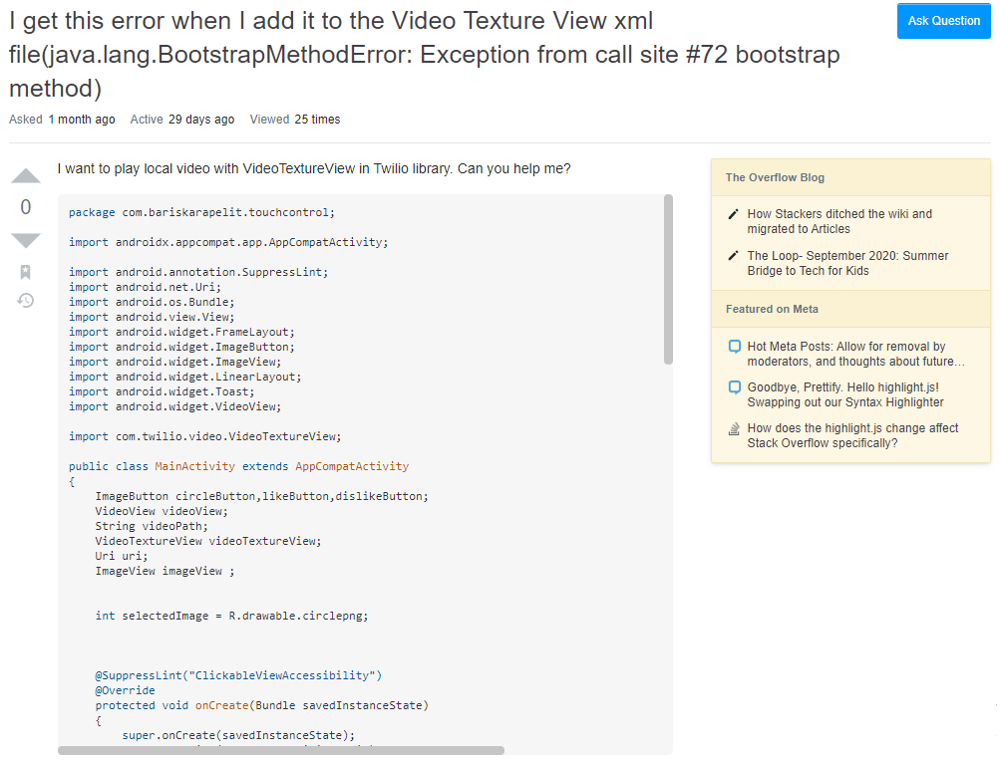 I get this error when I add it to the Video Texture View xml
file(java.lang.BootstrapMethodError: Exception from call site #72 bootstrap
method)
Ask Question
Asked 1 month ago Active 29 days ago Viewed 25 times
I want to play local video with VideoTextureView in Twilio library. Can you help me?
0
package com.bariskarapelit.touchcontrol;
import androidx.appcompat.app.AppCompatActivity;
import android.annotation.SuppressLint;
import android.net.Uri;
import android.os.Bundle;
import android.view.View;
import android.widget.FrameLayout;
import android.widget.ImageButton;
import android.widget.ImageView;
import android.widget.LinearLayout;
import android.widget.Toast;
import android.widget.VideoView;
import com.twilio.video.VideoTextureView;
public class MainActivity extends AppCompatActivity
{
ImageButton circleButton,likeButton,dislikeButton;
VideoView videoView;
String videoPath;
VideoTextureView videoTextureView;
Uri uri;
ImageView imageView ;
int selectedImage = R.drawable.circlepng;
@SuppressLint("ClickableViewAccessibility")
@Override
protected void onCreate(Bundle savedInstanceState)
{
super.onCreate(savedInstanceState);
The Overflow Blog
How Stackers ditched the wiki and
migrated to Articles
The Loop- September 2020: Summer
Bridge to Tech for Kids
Featured on Meta
Hot Meta Posts: Allow for removal by
moderators, and thoughts about future…
Goodbye, Prettify. Hello highlight.js!
Swapping out our Syntax Highlighter
How does the highlight.js change affect
Stack Overflow specifically?